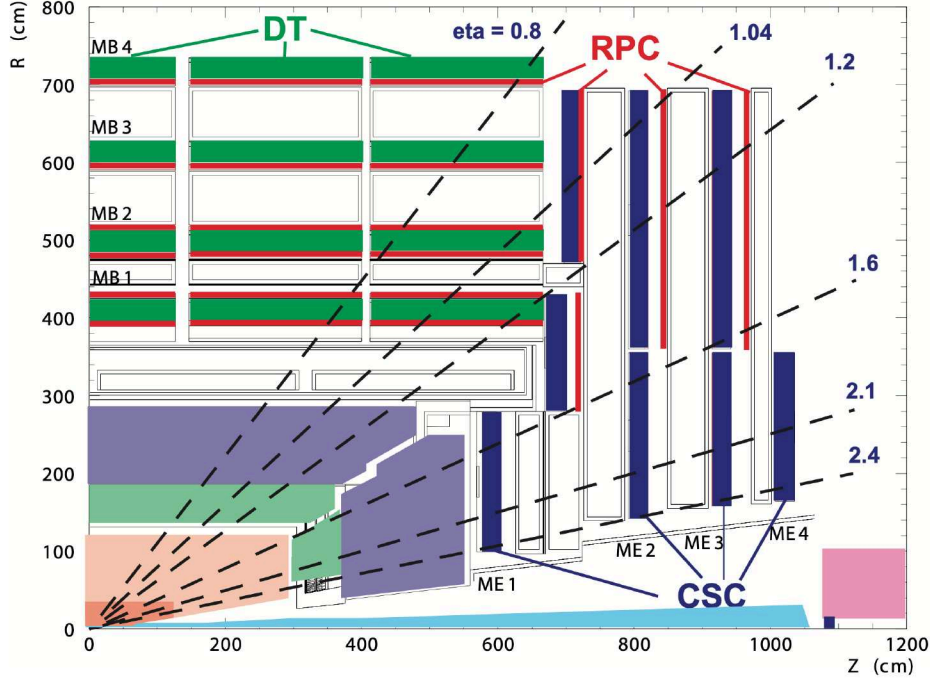 800
R (cm)
MB 4
DT
eta = 0.8
1.04
RPC
1.2
700
MB 3
600
MB 2
500
MB 1
1.6
400
300
2.1
2.4
200
100
ME 1
ME 2
ME 3
ME 4
CSC
0
0
200
400
600
800
1000
1200
Z (cm)